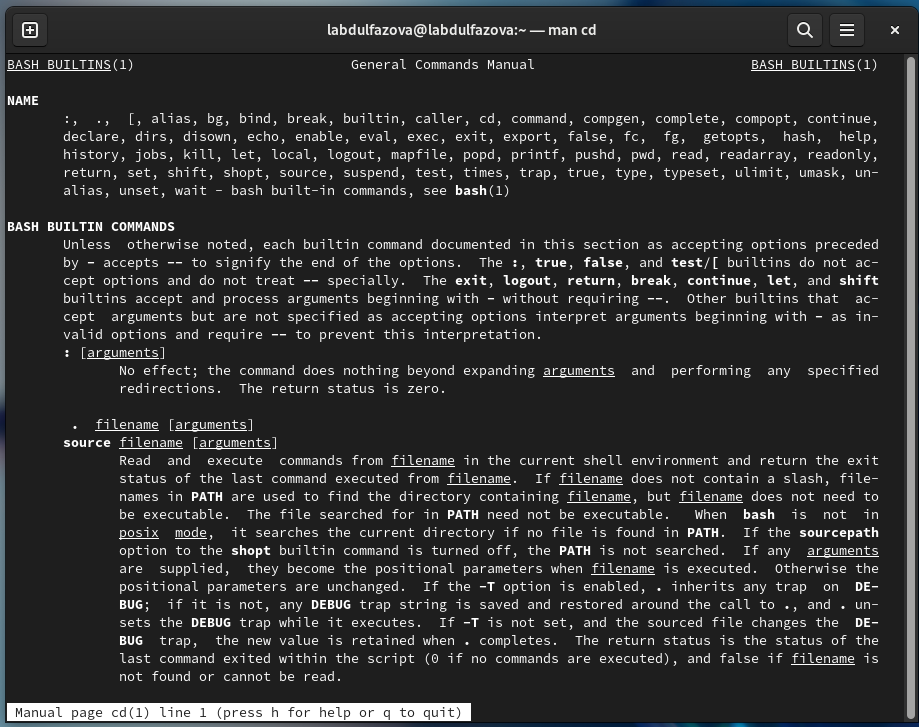 labdulfazova@labdulfazova:~ — man cd
BASH_BUILTINS(1) General Commands Manual BASH_BUILTINS(1)
NAME
:, ., [, alias, bg, bind, break, builtin, caller, cd, command, compgen, complete, compopt, continue,
declare, dirs, disown, echo, enable, eval, exec, exit, export, false, fc, fg, getopts, hash, help,
history, jobs, kill, let, local, logout, mapfile, popd, printf, pushd, pwd, read, readarray, readonly,
return, set, shift, shopt, source, suspend, test, times, trap, true, type, typeset, ulimit, umask, un-
alias, unset, wait - bash built-in commands, see bash(1)
BASH BUILTIN COMMANDS
Unless otherwise noted, each builtin command documented in this section as accepting options preceded
by - accepts -- to signify the end of the options. The :, true, false, and test/[ builtins do not ac-
cept options and do not treat -- specially. The exit, logout, return, break, continue, let, and shift
builtins accept and process arguments beginning with - without requiring --. Other builtins that ac-
cept arguments but are not specified as accepting options interpret arguments beginning with - as in-
valid options and require -- to prevent this interpretation.
: [arguments]
No effect; the command does nothing beyond expanding arguments and performing any specified
redirections. The return status is zero.
. filename [arguments]
source filename [arguments]
Read and execute commands from filename in the current shell environment and return the exit
status of the last command executed from filename. If filename does not contain a slash, file-
names in PATH are used to find the directory containing filename, but filename does not need to
be executable. The file searched for in PATH need not be executable. When bash is not in
posix mode, it searches the current directory if no file is found in PATH. If the sourcepath
option to the shopt builtin command is turned off, the PATH is not searched. If any arguments
are supplied, they become the positional parameters when filename is executed. Otherwise the
positional parameters are unchanged. If the -T option is enabled, . inherits any trap on DE-
BUG; if it is not, any DEBUG trap string is saved and restored around the call to ., and . un-
sets the DEBUG trap while it executes. If -T is not set, and the sourced file changes the DE-
BUG trap, the new value is retained when . completes. The return status is the status of the
last command exited within the script (0 if no commands are executed), and false if filename is
not found or cannot be read.
Manual page cd(1) line 1 (press h for help or q to quit)